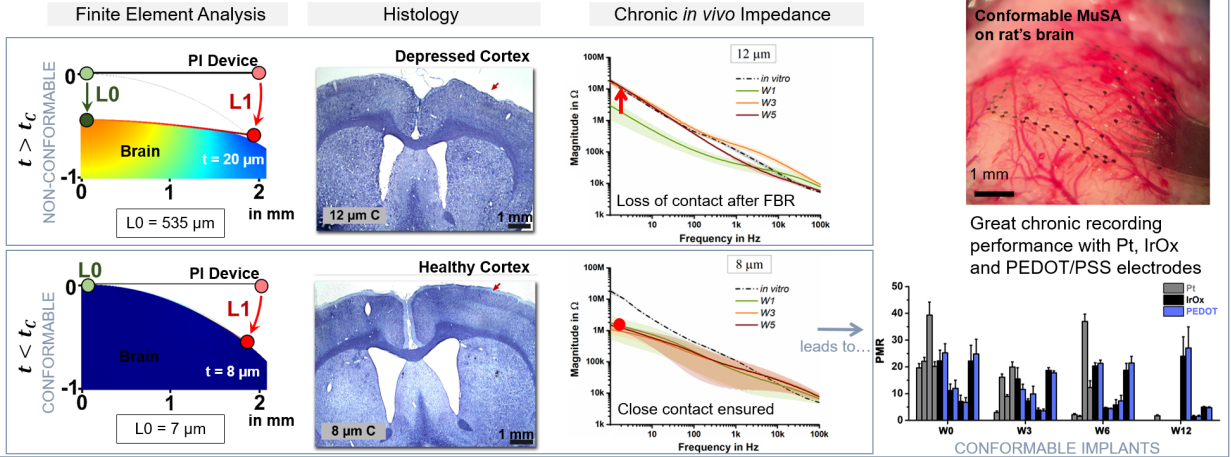 Finite Element Analysis
Histology
Chronic in vivo Impedance
t > tC
NON-CONFORMABLE
0
-1
PI Device
L0
L1
Brain
t = 20 µm
0
1
2
in mm
L0 = 535 µm
Depressed Cortex
12 µm C
1 mm
12 µm
in vitro
W1
W3
W5
Magnitude in Ω
100M
10M
1M
100k
10k
1k
Loss of contact after FBR
10
100
1k
10k
100k
Frequency in Hz
t < tC
CONFORMABLE
L0
0
-1
PI Device
L1
Brain
t = 8 µm
0
1
2
in mm
L0 = 7 µm
Healthy Cortex
8 µm C
1 mm
8 µm
in vitro
W1
W3
W5
Magnitude in Ω
100M
10M
1M
100k
10k
1k
Close contact ensured
10
100
1k
10k
100k
Frequency in Hz
leads to...
Conformable MuSA
on rat's brain
1 mm
Great chronic recording
performance with Pt, IrOx
and PEDOT/PSS electrodes
PMR
50
40
30
20
10
0
Pt
IrOx
PEDOT
W0
W3
W6
W12
CONFORMABLE IMPLANTS